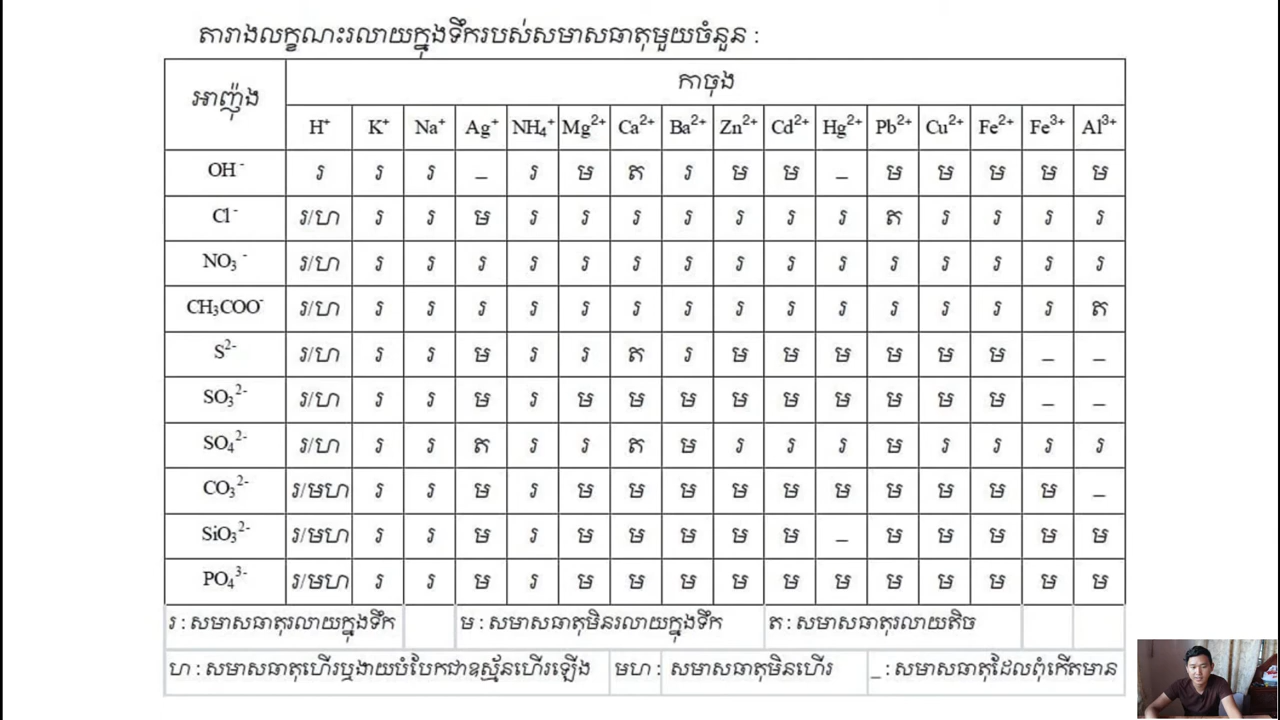 តារាងលក្ខណះរលាយក្នុងទឹករបស់សមាសធាតុមួយចំនួន :
អាញ៉ុង កាចុង
H⁺ K⁺ Na⁺ Ag⁺ NH₄⁺ Mg²⁺ Ca²⁺ Ba²⁺ Zn²⁺ Cd²⁺ Hg²⁺ Pb²⁺ Cu²⁺ Fe²⁺ Fe³⁺ Al³⁺
OH⁻ រ រ រ _ រ ម ត រ ម ម _ ម ម ម ម ម
Cl⁻ រ/ហ រ រ ម រ រ រ រ រ រ រ ត រ រ រ រ
NO₃⁻ រ/ហ រ រ រ រ រ រ រ រ រ រ រ រ រ រ រ
CH₃COO⁻ រ/ហ រ រ រ រ រ រ រ រ រ រ រ រ រ រ ត
S²⁻ រ/ហ រ រ ម រ រ ត រ ម ម ម ម ម ម _ _
SO₃²⁻ រ/ហ រ រ ម រ ម ម ម ម ម ម ម ម ម _ _
SO₄²⁻ រ/ហ រ រ ត រ រ ត ម រ រ រ ម រ រ រ រ
CO₃²⁻ រ/មហ រ រ ម រ ម ម ម ម ម ម ម ម ម ម _
SiO₃²⁻ រ/មហ រ រ ម រ ម ម ម ម ម _ ម ម ម ម ម
PO₄³⁻ រ/មហ រ រ ម រ ម ម ម ម ម ម ម ម ម ម ម
រ : សមាសធាតុរលាយក្នុងទឹក ម : សមាសធាតុមិនរលាយក្នុងទឹក ត : សមាសធាតុរលាយតិច
ហ : សមាសធាតុហើរឬងាយបំបែកជាឧស្ម័នហើរឡើង មហ : សមាសធាតុមិនហើរ _ : សមាសធាតុដែលពុំកើតមាន